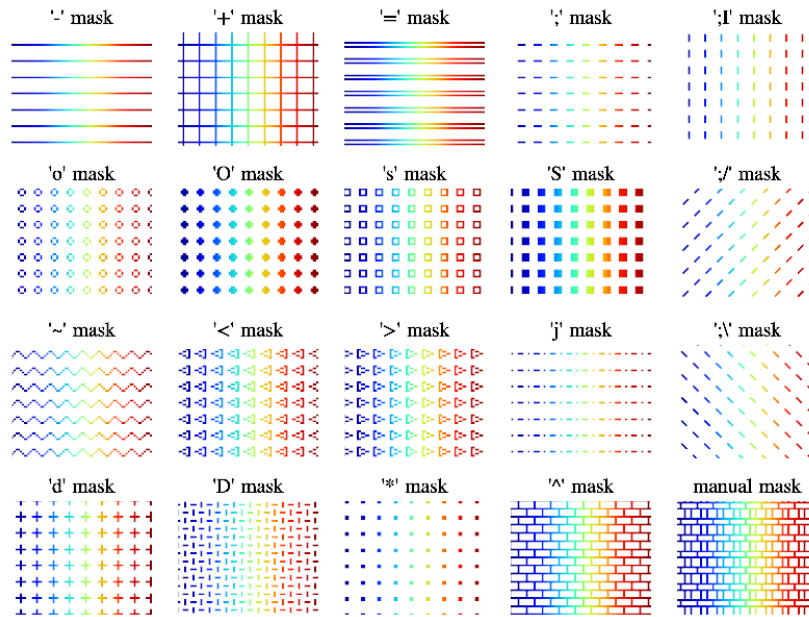 '-' mask
'+' mask
'=' mask
';' mask
';I' mask
'o' mask
'O' mask
's' mask
'S' mask
';/' mask
'~' mask
'<' mask
'>' mask
'j' mask
';\' mask
'd' mask
'D' mask
'*' mask
'^' mask
manual mask